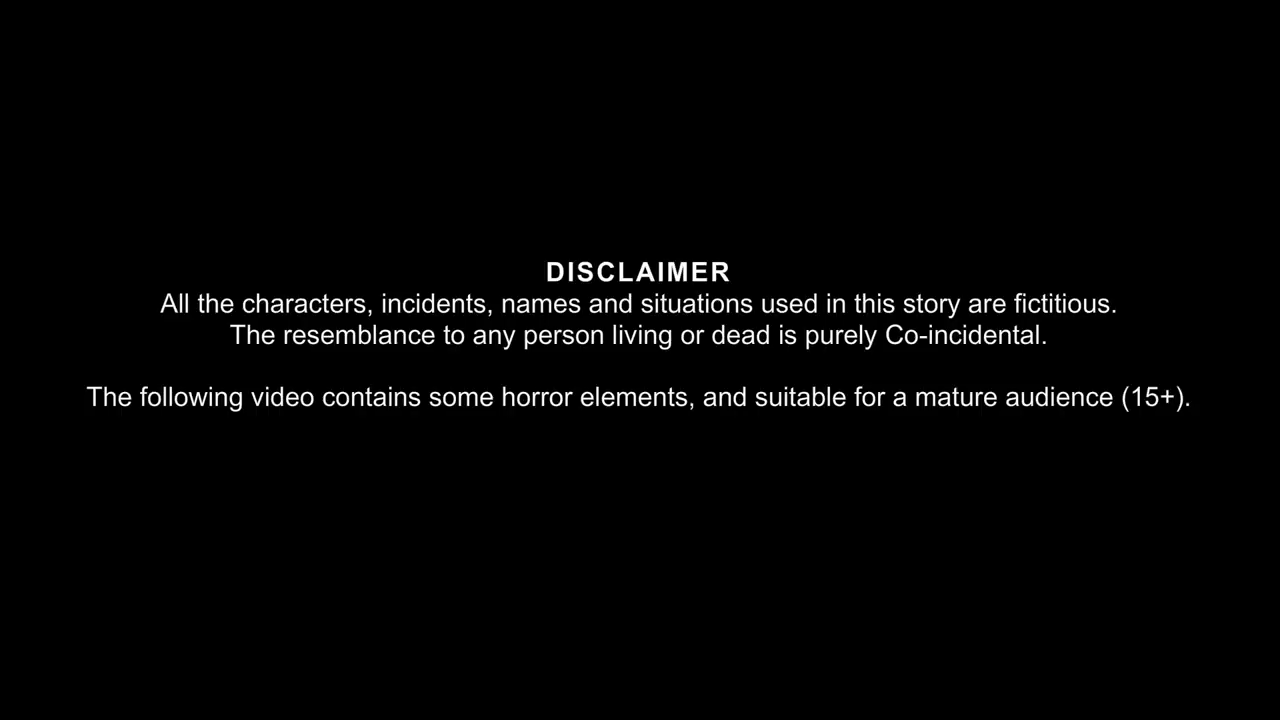 DISCLAIMER
All the characters, incidents, names and situations used in this story are fictitious.
The resemblance to any person living or dead is purely Co-incidental.
The following video contains some horror elements, and suitable for a mature audience (15+).